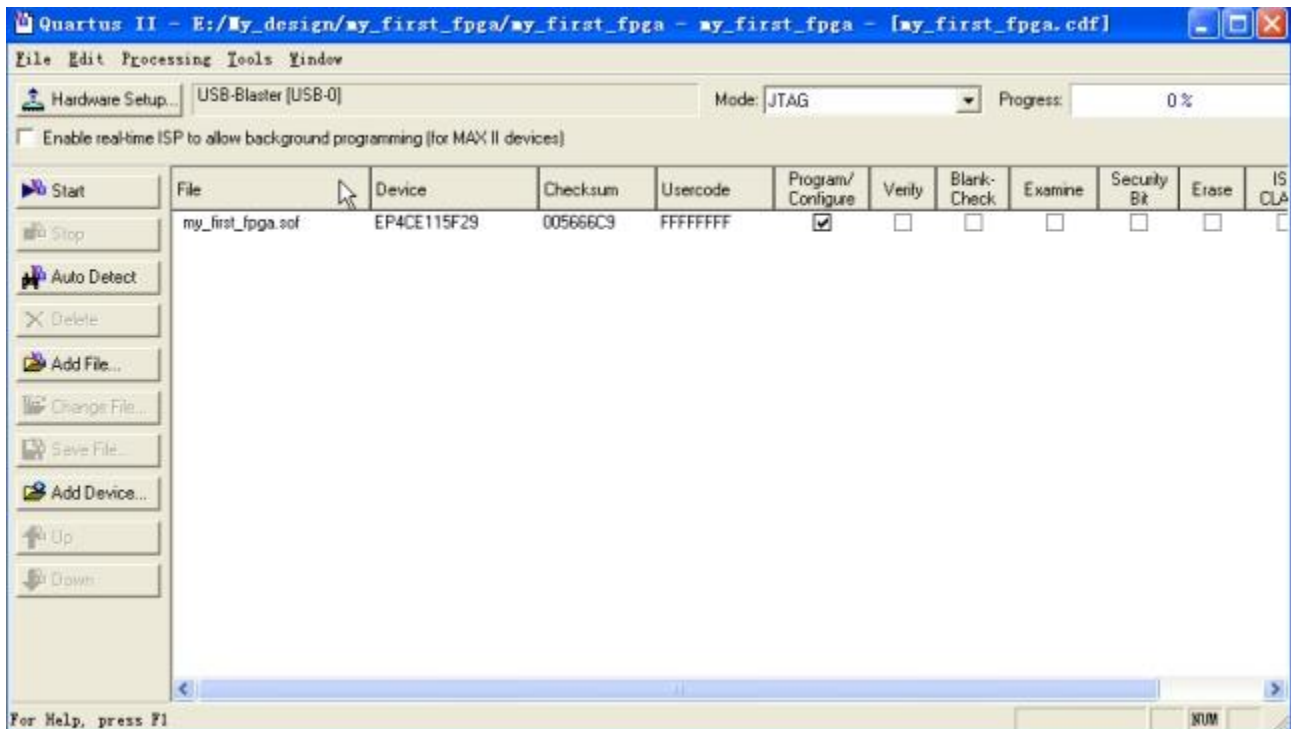 Quartus II - E:/My_design/my_first_fpga/my_first_fpga - my_first_fpga - [my_first_fpga.cdf]
File Edit Processing Tools Window
Hardware Setup... USB-Blaster [USB-0] Mode: JTAG Progress: 0 %
Enable real-time ISP to allow background programming (for MAX II devices)
Start
Stop
Auto Detect
Delete
Add File...
Change File...
Save File...
Add Device...
Up
Down
File Device Checksum Usercode Program/ Configure Verify Blank- Check Examine Security Bit Erase IS CLA
my_first_fpga.sof EP4CE115F29 005666C9 FFFFFFFF
For Help, press F1 NUM